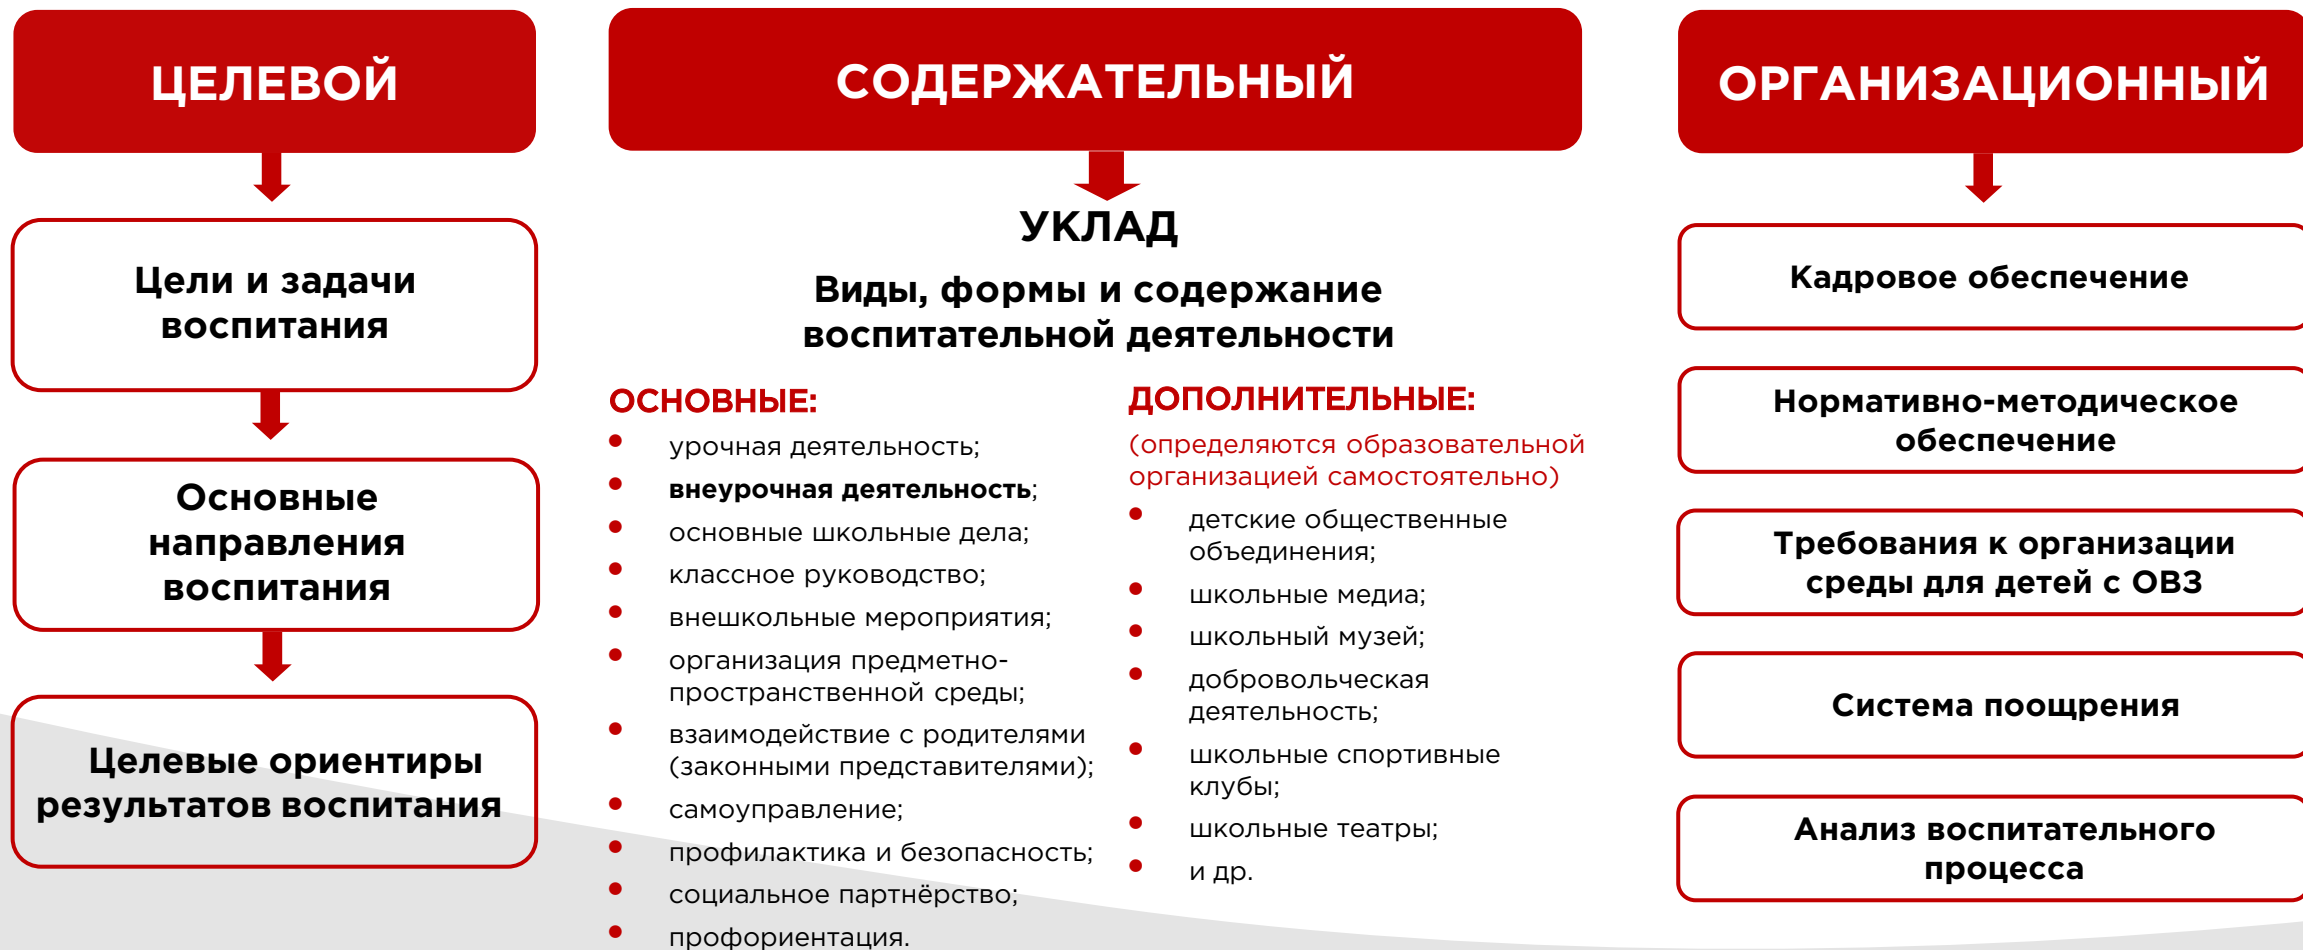 ЦЕЛЕВОЙ
Цели и задачи
воспитания
Основные
направления
воспитания
Целевые ориентиры
результатов воспитания
СОДЕРЖАТЕЛЬНЫЙ
УКЛАД
Виды, формы и содержание
воспитательной деятельности
ОСНОВНЫЕ:
• урочная деятельность;
• внеурочная деятельность;
• основные школьные дела;
• классное руководство;
• внешкольные мероприятия;
• организация предметно-
пространственной среды;
• взаимодействие с родителями
(законными представителями);
• самоуправление;
• профилактика и безопасность;
• социальное партнёрство;
• профориентация.
ДОПОЛНИТЕЛЬНЫЕ:
(определяются образовательной
организацией самостоятельно)
• детские общественные
объединения;
• школьные медиа;
• школьный музей;
• добровольческая
деятельность;
• школьные спортивные
клубы;
• школьные театры;
• и др.
ОРГАНИЗАЦИОННЫЙ
Кадровое обеспечение
Нормативно-методическое
обеспечение
Требования к организации
среды для детей с ОВЗ
Система поощрения
Анализ воспитательного
процесса